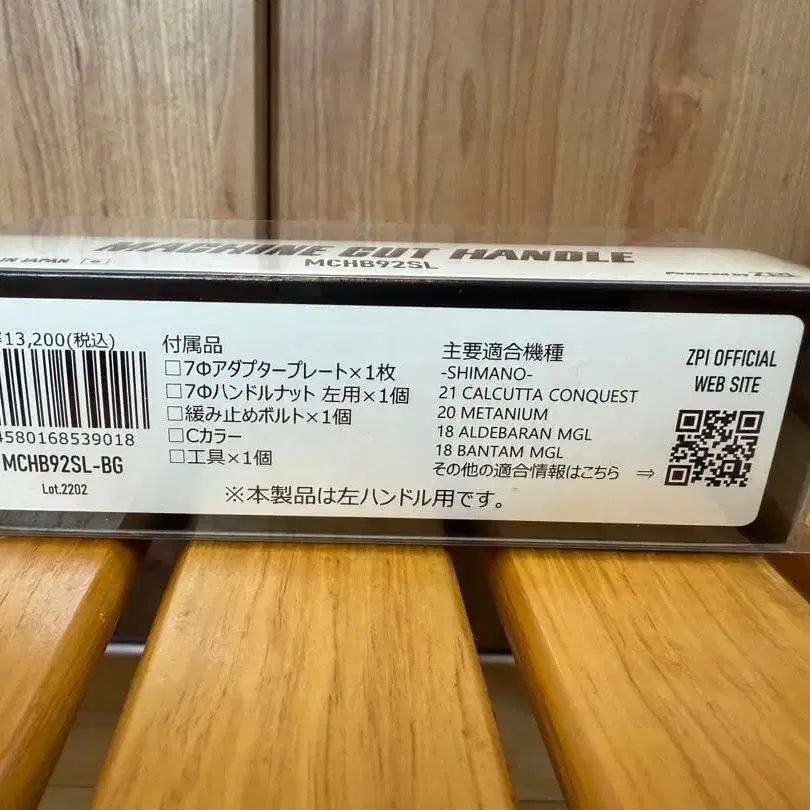 MACHINE CUT HANDLE
IN JAPAN
MCHB92SL
Powered by ZPI
¥13,200(税込)
4580168539018
MCHB92SL-BG
Lot.2202
付属品
□7Φアダプタープレート×1枚
□7Φハンドルナット 左用×1個
□緩み止めボルト×1個
□Cカラー
□工具×1個
主要適合機種
-SHIMANO-
21 CALCUTTA CONQUEST
20 METANIUM
18 ALDEBARAN MGL
18 BANTAM MGL
その他の適合情報はこちら ⇒
ZPI OFFICIAL
WEB SITE
※本製品は左ハンドル用です。